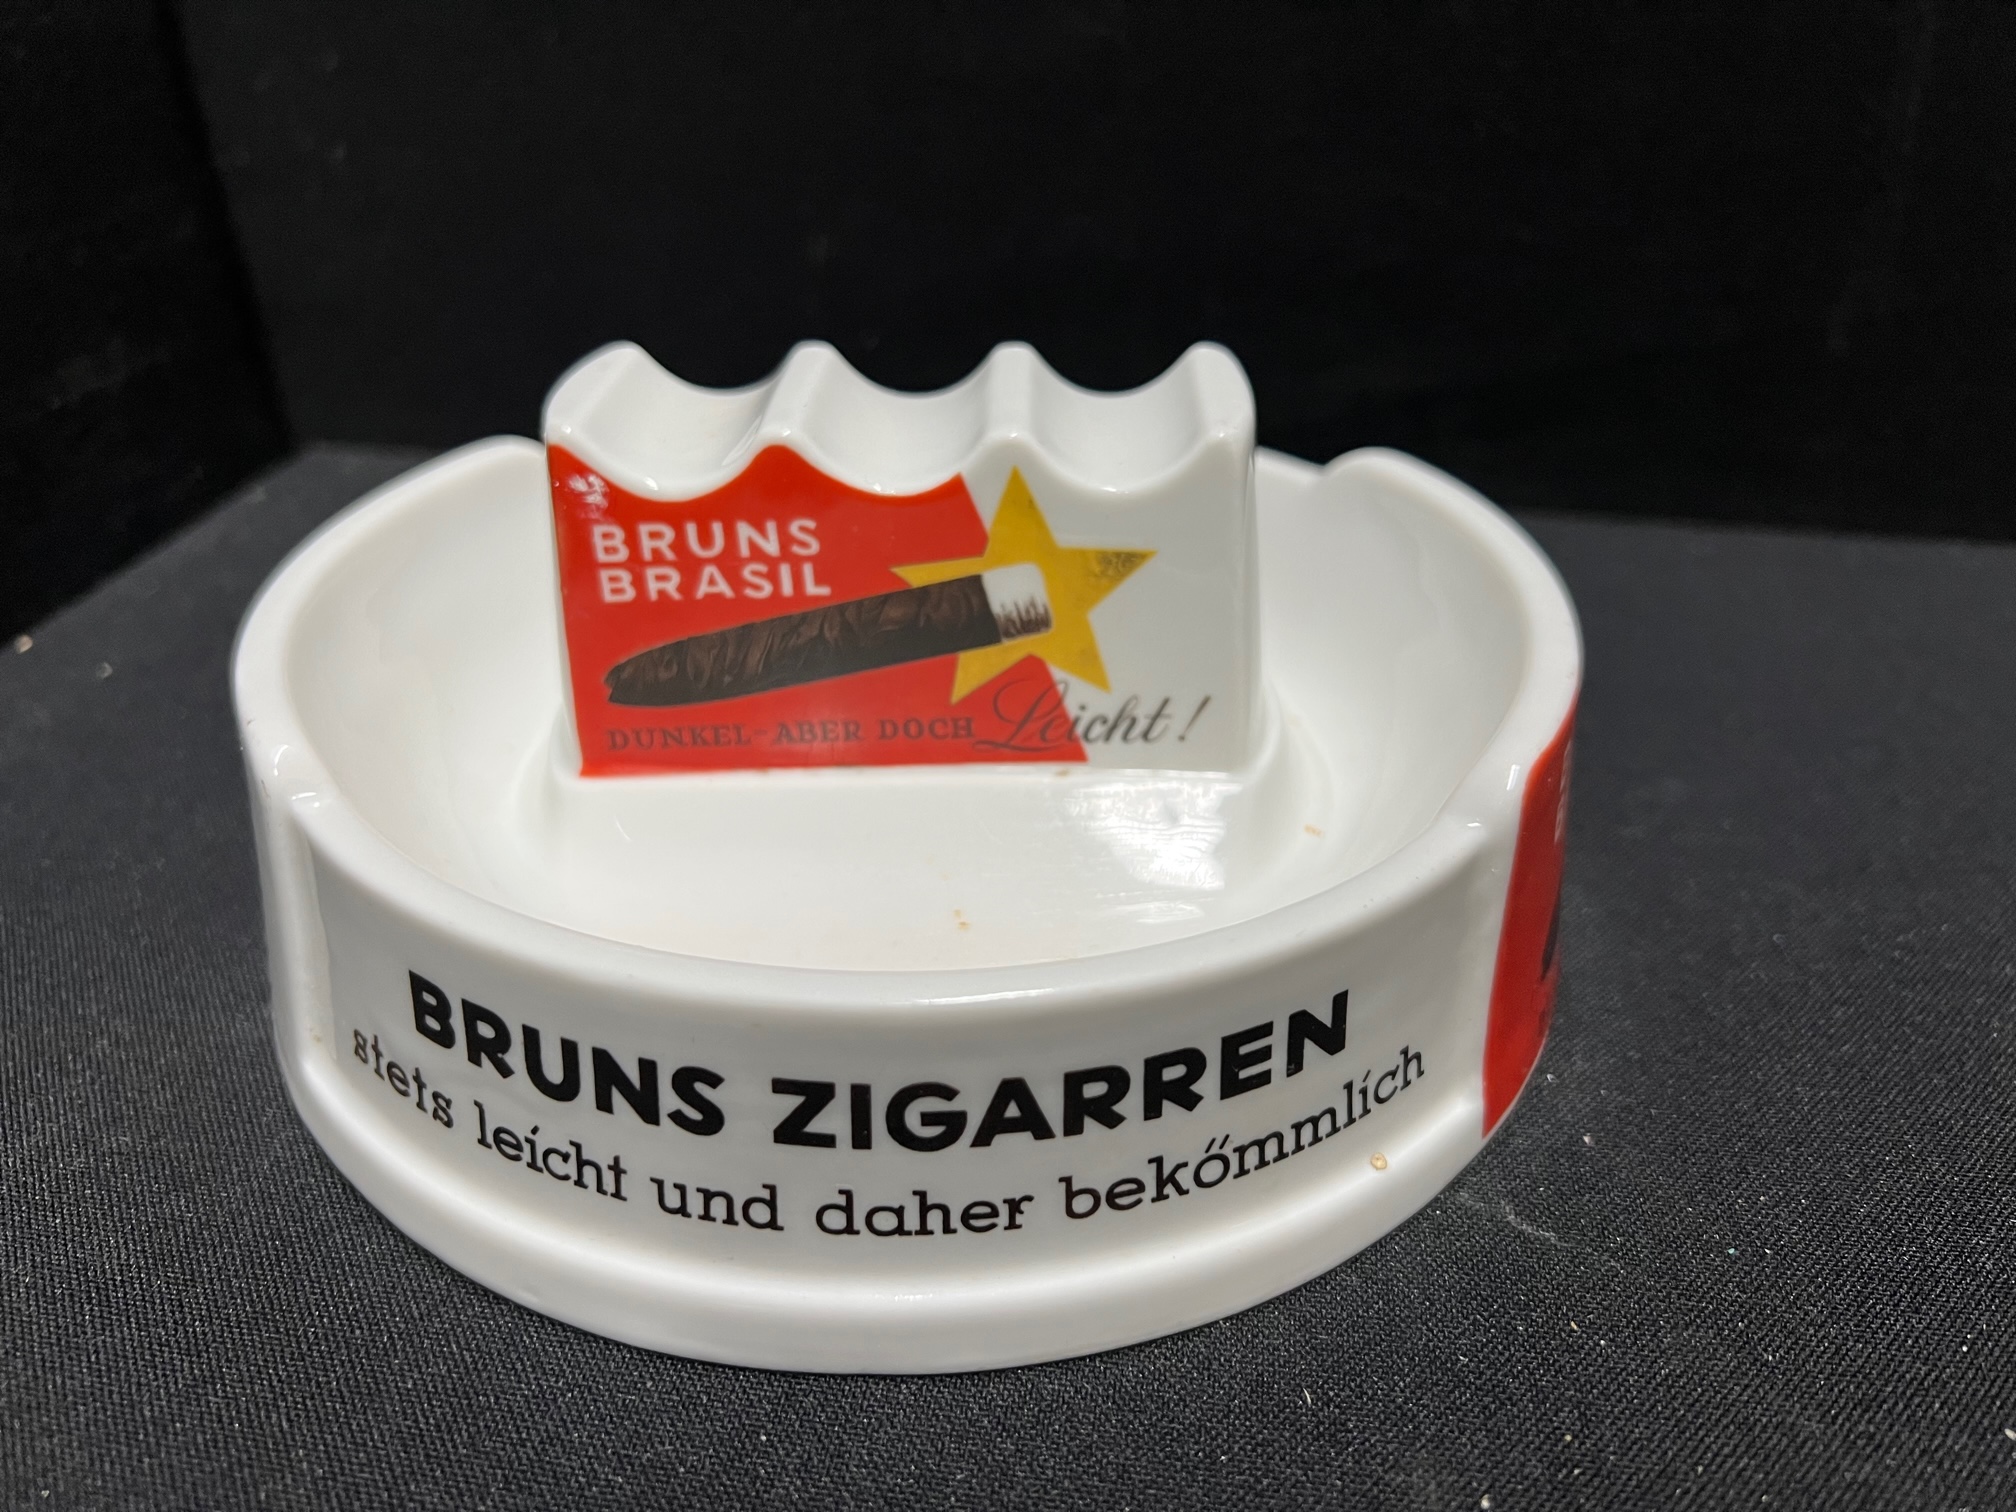 BRUNS
BRASIL
DUNKEL-ABER DOCH Leicht!
BRUNS ZIGARREN
stets leicht und daher bekömmlich